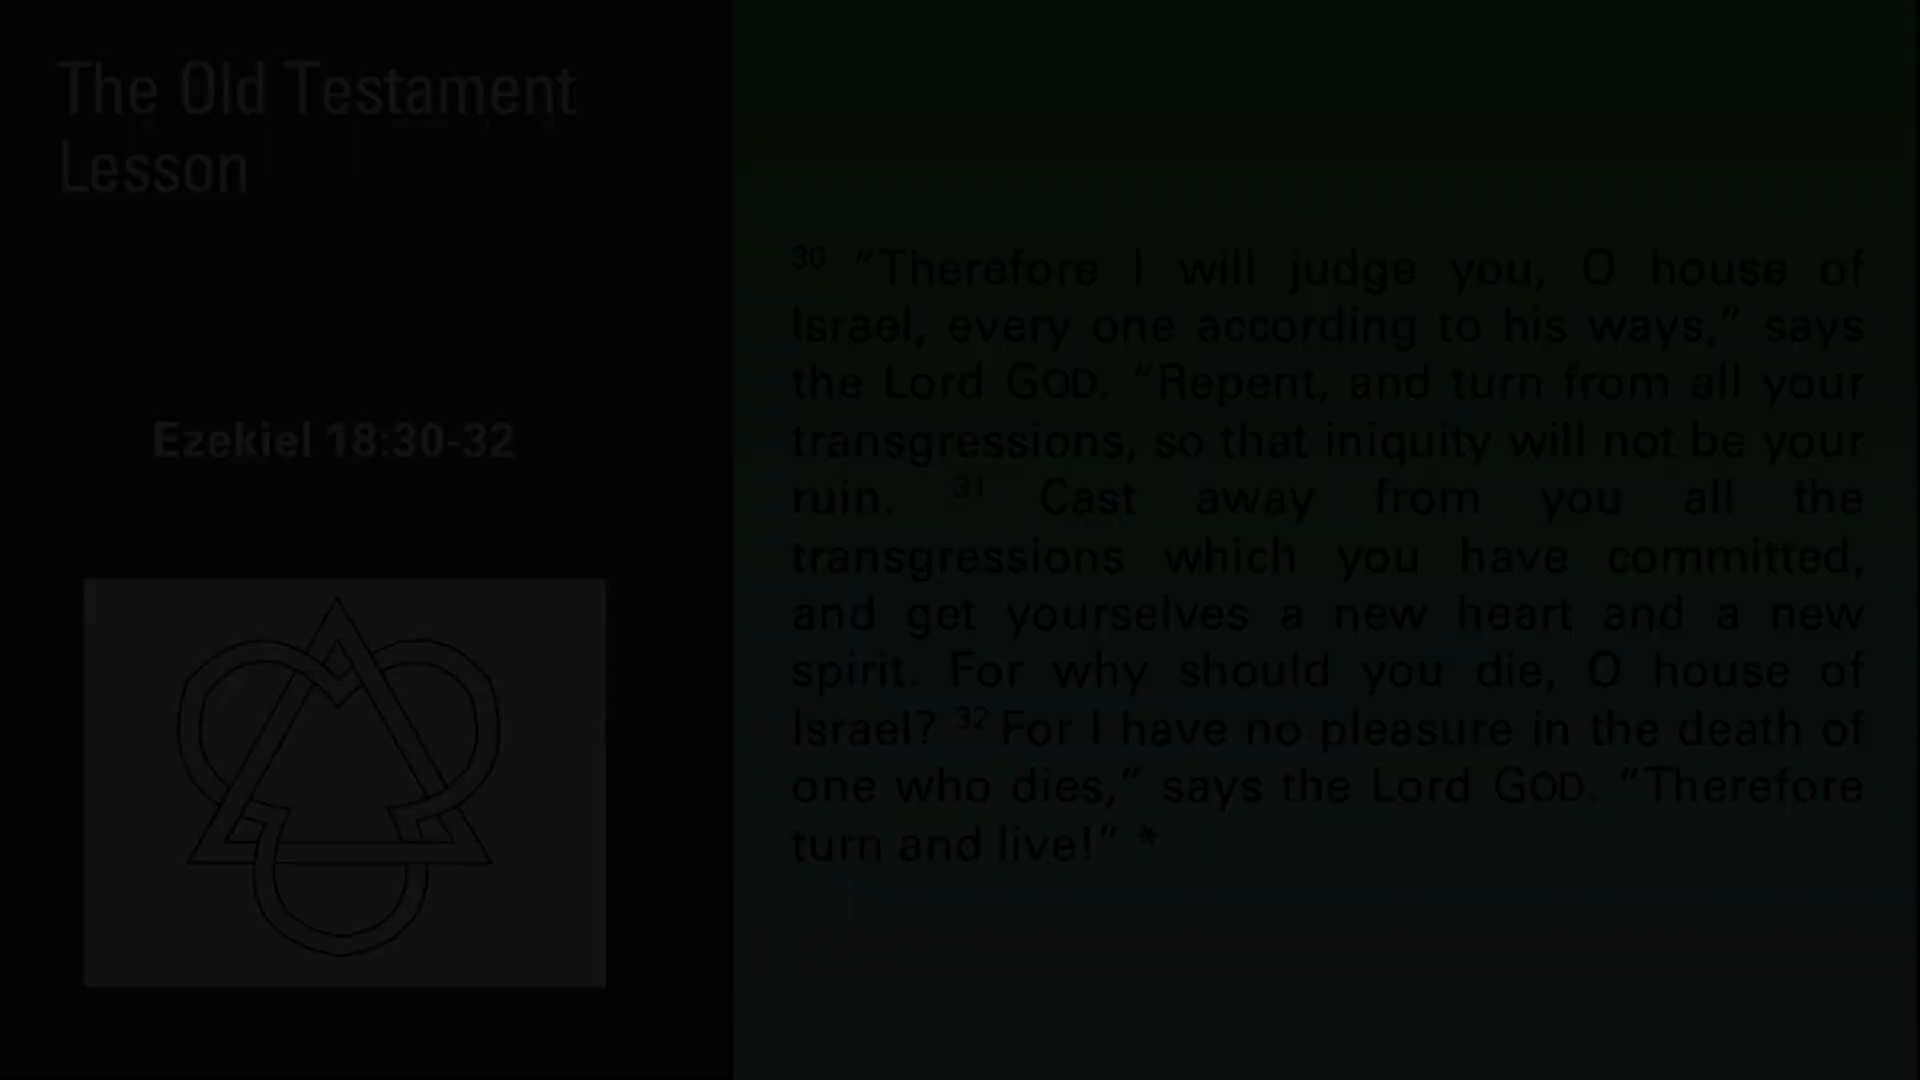 The Old Testament
Lesson
Ezekiel 18:30-32
30 "Therefore I will judge you, O house of
Israel, every one according to his ways," says
the Lord GOD. "Repent, and turn from all your
transgressions, so that iniquity will not be your
ruin. 31 Cast away from you all the
transgressions which you have committed,
and get yourselves a new heart and a new
spirit. For why should you die, O house of
Israel? 32 For I have no pleasure in the death of
one who dies," says the Lord GOD. "Therefore
turn and live!" *